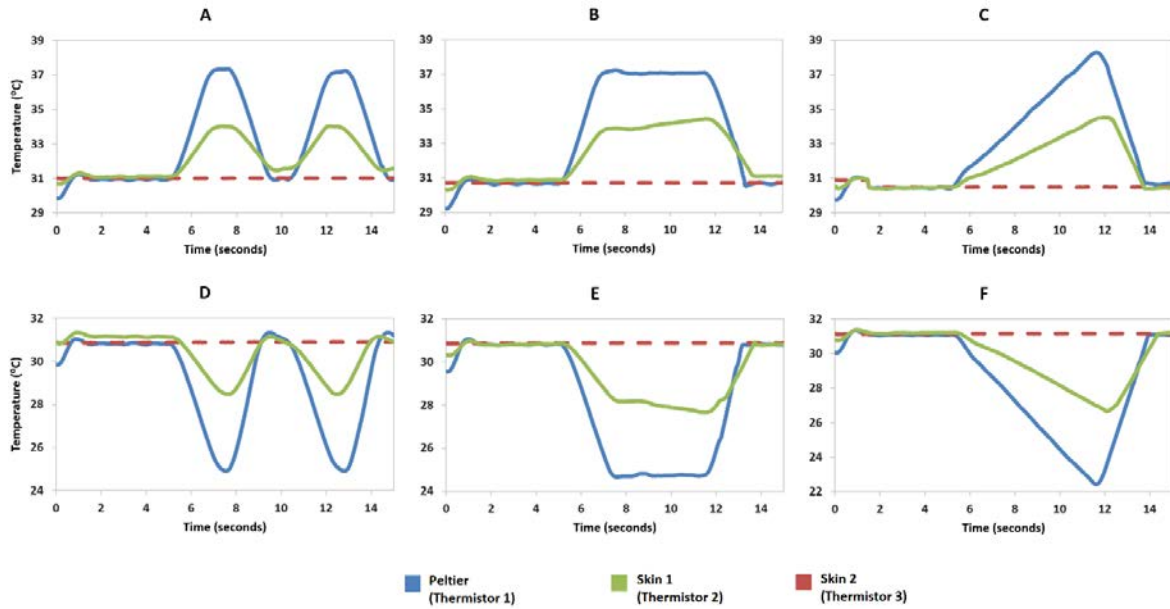 A
B
C
39
37
35
33
31
29
Temperature (°C)
0 2 4 6 8 10 12 14
Time (seconds)
39
37
35
33
31
29
0 2 4 6 8 10 12 14
Time (seconds)
39
37
35
33
31
29
0 2 4 6 8 10 12 14
Time (seconds)
D
E
F
32
30
28
26
24
Temperature (°C)
0 2 4 6 8 10 12 14
Time (seconds)
32
30
28
26
24
0 2 4 6 8 10 12 14
Time (seconds)
32
30
28
26
24
22
0 2 4 6 8 10 12 14
Time (seconds)
Peltier
(Thermistor 1)
Skin 1
(Thermistor 2)
Skin 2
(Thermistor 3)